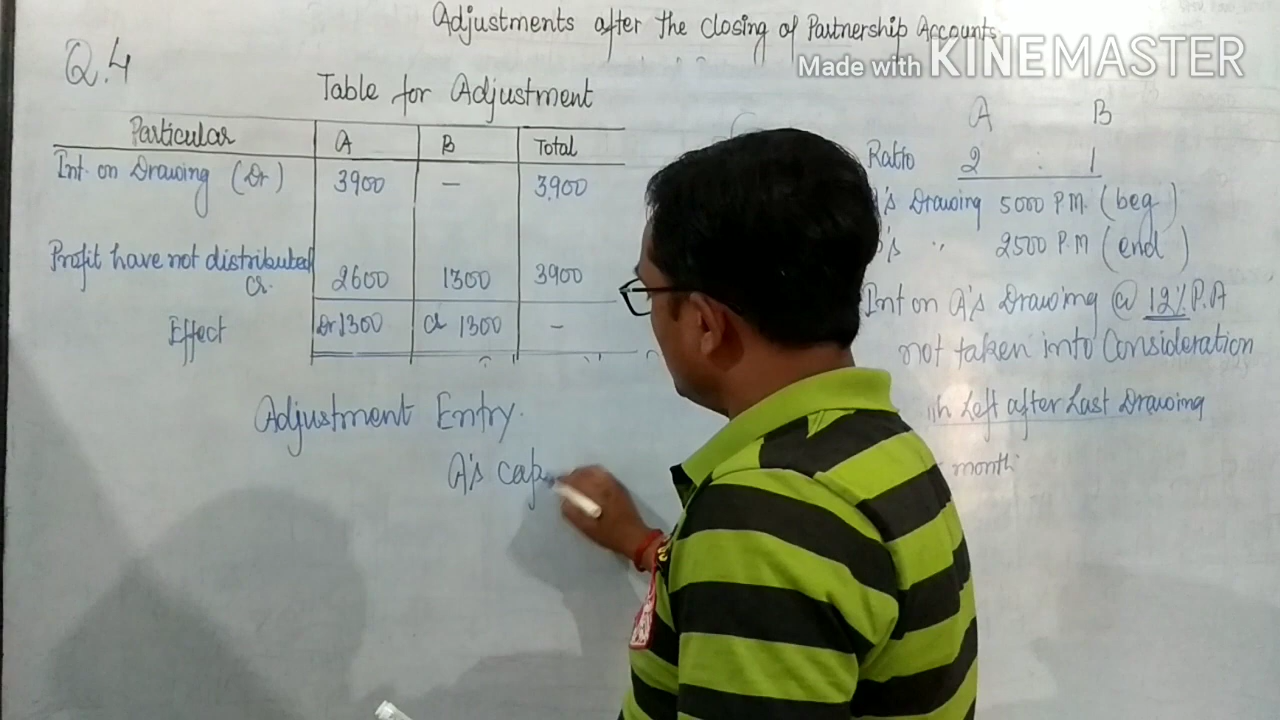 Adjustments after the closing of Partnership Accounts
Made with KINEMASTER
Q.4
Table for Adjustment
Particular A B Total
Int. on Drawing (Dr) 3900 — 3,900
Profit have not distributed
Cr. 2600 1300 3900
Effect Dr 1300 Cr 1300 —
Adjustment Entry.
A's cap
A B
Ratio 2 : 1
's Drawing 5000 P.M. (beg)
's " 2500 P.M (end)
Int on A's Drawing @ 12% P.A
not taken into Consideration
Left after Last Drawing
month